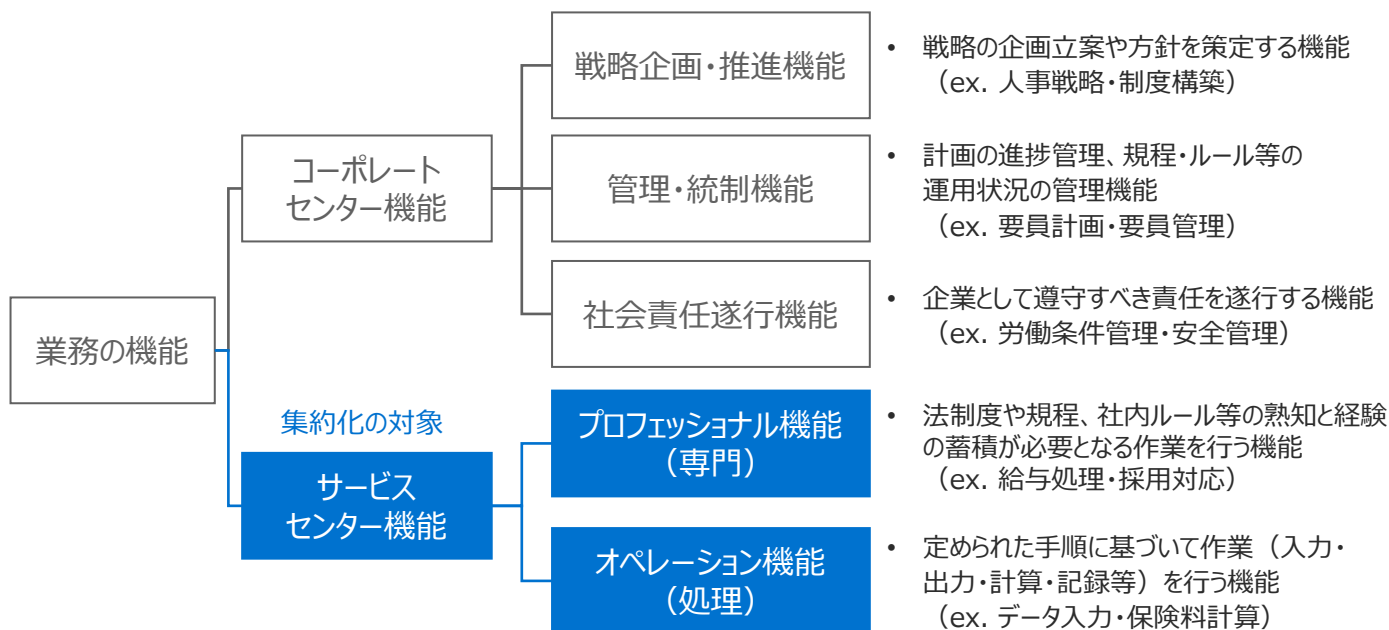 業務の機能
コーポレート
センター機能
集約化の対象
サービス
センター機能
戦略企画・推進機能
• 戦略の企画立案や方針を策定する機能
（ex. 人事戦略・制度構築）
管理・統制機能
• 計画の進捗管理、規程・ルール等の
運用状況の管理機能
（ex. 要員計画・要員管理）
社会責任遂行機能
• 企業として遵守すべき責任を遂行する機能
（ex. 労働条件管理・安全管理）
プロフェッショナル機能
（専門）
• 法制度や規程、社内ルール等の熟知と経験
の蓄積が必要となる作業を行う機能
（ex. 給与処理・採用対応）
オペレーション機能
（処理）
• 定められた手順に基づいて作業（入力・
出力・計算・記録等）を行う機能
（ex. データ入力・保険料計算）